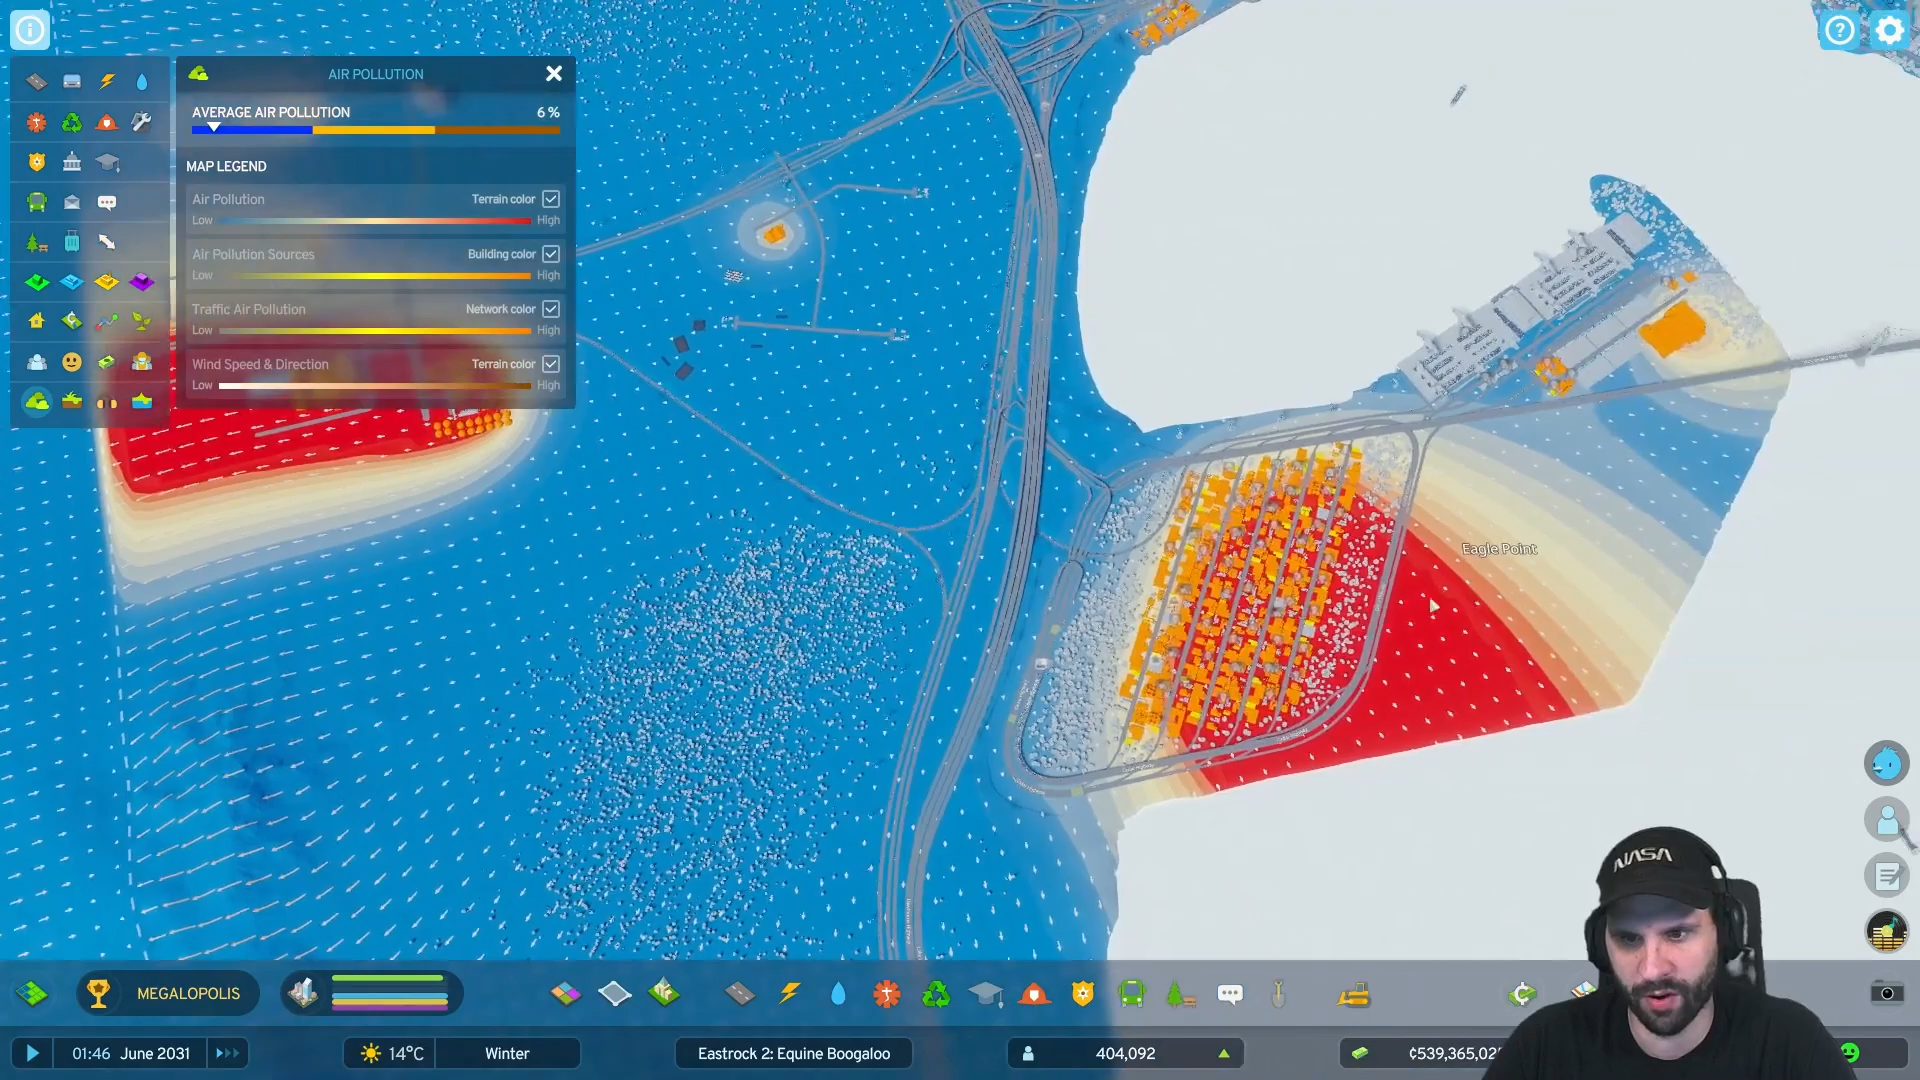 AIR POLLUTION
AVERAGE AIR POLLUTION 6 %
MAP LEGEND
Air Pollution Terrain color
Low High
Air Pollution Sources Building color
Low High
Traffic Air Pollution Network color
Low High
Wind Speed & Direction Terrain color
Low High
Eagle Point
NASA
MEGALOPOLIS
01:46 June 2031
14°C Winter
Eastrock 2: Equine Boogaloo
404,092